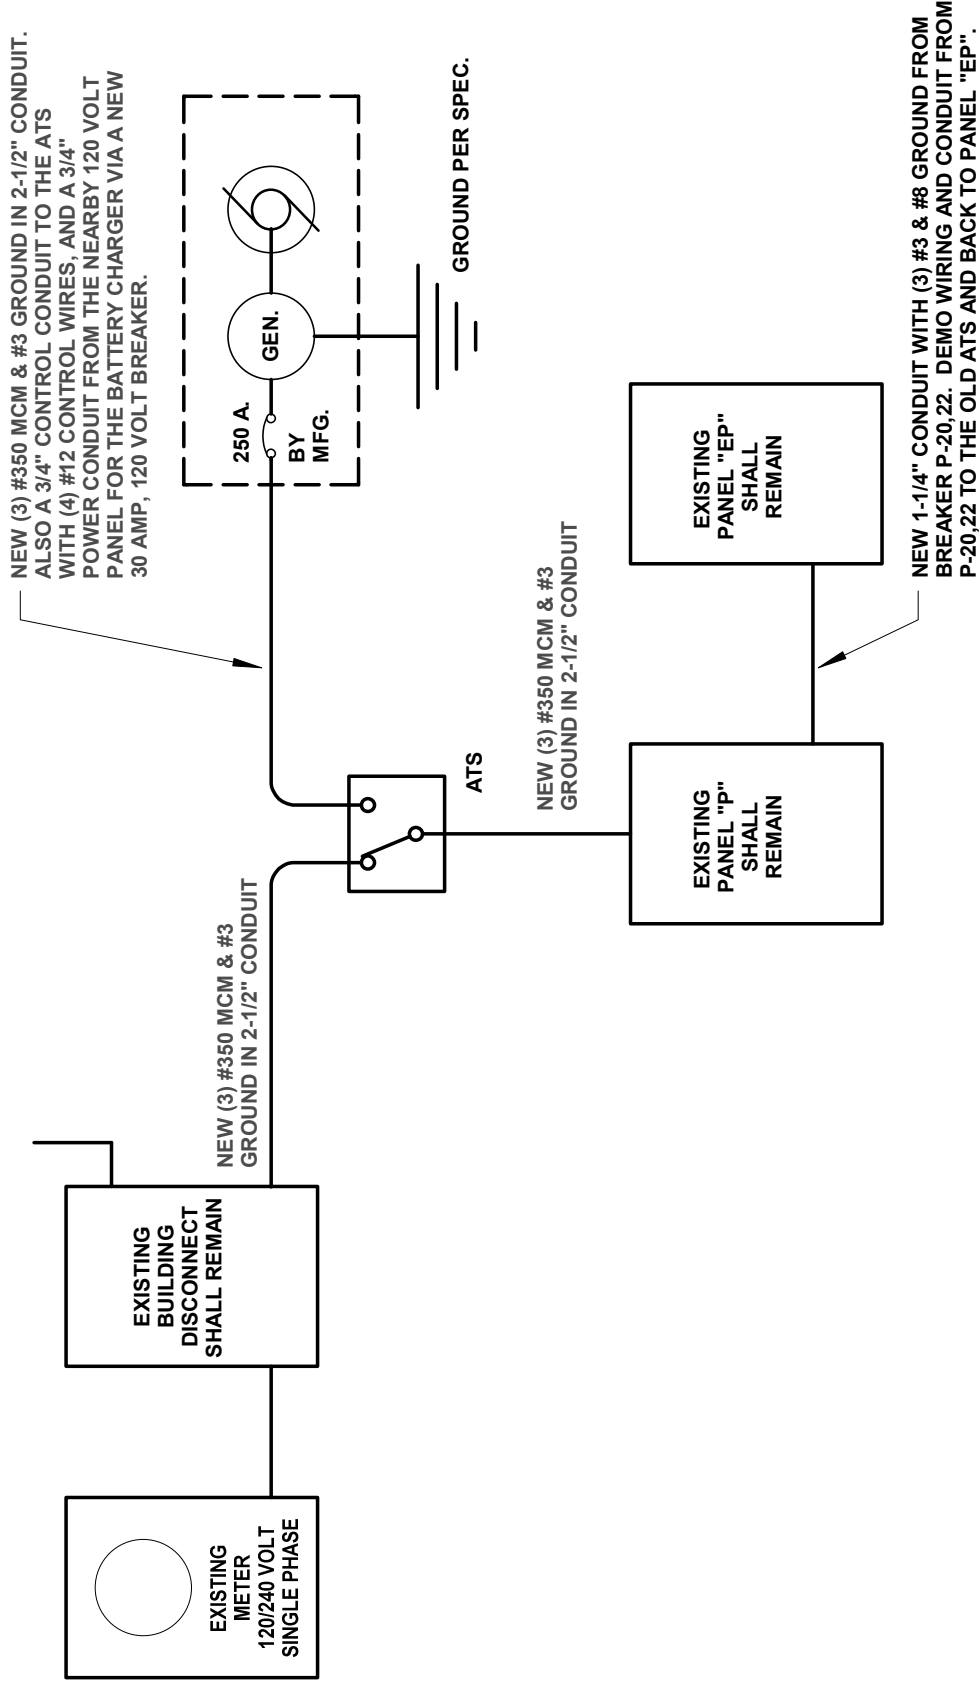 NEW (3) #350 MCM & #3 GROUND IN 2-1/2" CONDUIT.
ALSO A 3/4" CONTROL CONDUIT TO THE ATS
WITH (4) #12 CONTROL WIRES, AND A 3/4"
POWER CONDUIT FROM THE NEARBY 120 VOLT
PANEL FOR THE BATTERY CHARGER VIA A NEW
30 AMP, 120 VOLT BREAKER.
EXISTING
METER
120/240 VOLT
SINGLE PHASE
EXISTING
BUILDING
DISCONNECT
SHALL REMAIN
NEW (3) #350 MCM & #3
GROUND IN 2-1/2" CONDUIT
ATS
250 A.
BY
MFG.
GEN.
GROUND PER SPEC.
NEW (3) #350 MCM & #3
GROUND IN 2-1/2" CONDUIT
EXISTING
PANEL "P"
SHALL
REMAIN
EXISTING
PANEL "EP"
SHALL
REMAIN
NEW 1-1/4" CONDUIT WITH (3) #3 & #8 GROUND FROM
BREAKER P-20,22. DEMO WIRING AND CONDUIT FROM
P-20,22 TO THE OLD ATS AND BACK TO PANEL "EP".